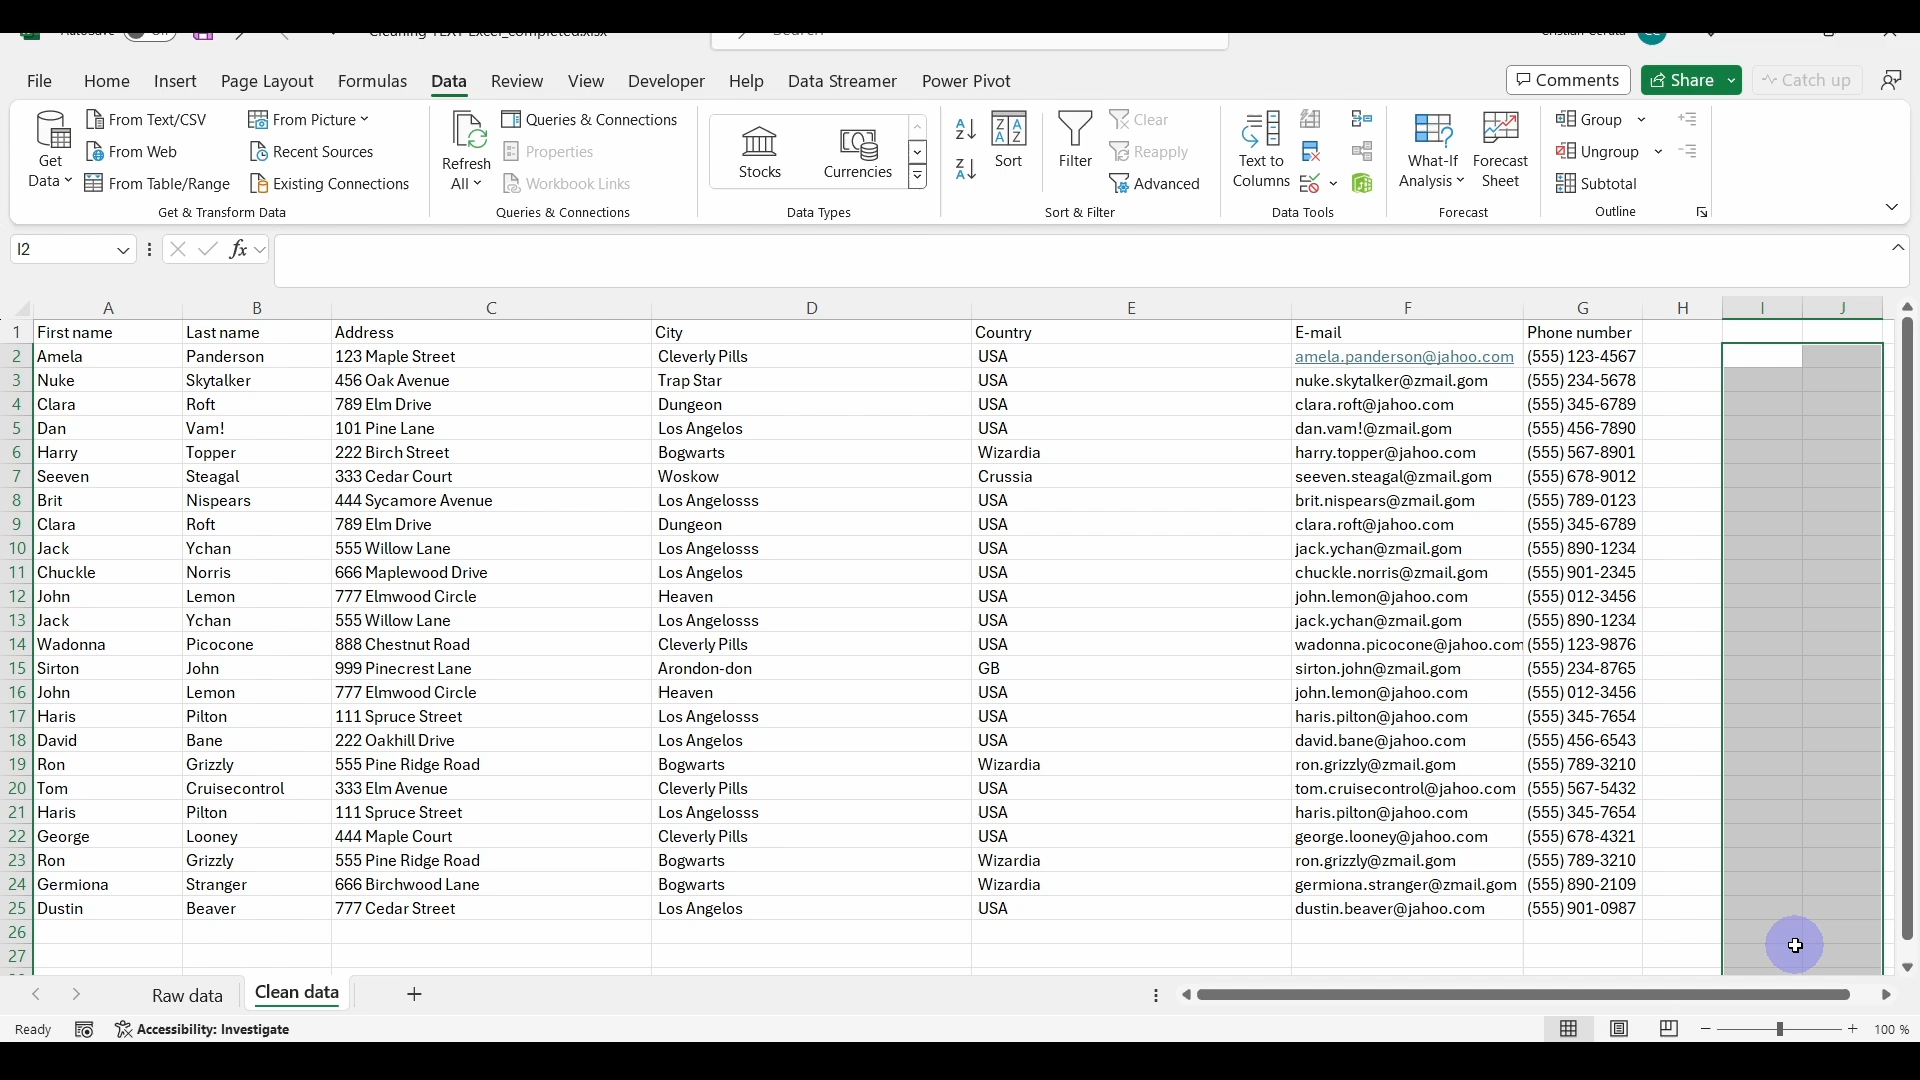 Cleaning TEXT Excel_completed.xlsx
File Home Insert Page Layout Formulas Data Review View Developer Help Data Streamer Power Pivot Comments Share Catch up
Get Data From Text/CSV From Picture Refresh All Queries & Connections Stocks Currencies Sort Filter Clear Text to Columns What-If Analysis Forecast Sheet Group
From Web Recent Sources Properties Reapply Ungroup
From Table/Range Existing Connections Workbook Links Advanced Subtotal
Get & Transform Data Queries & Connections Data Types Sort & Filter Data Tools Forecast Outline
I2 fx
A B C D E F G H I J
1 First name Last name Address City Country E-mail Phone number
2 Amela Panderson 123 Maple Street Cleverly Pills USA amela.panderson@jahoo.com (555) 123-4567
3 Nuke Skytalker 456 Oak Avenue Trap Star USA nuke.skytalker@zmail.gom (555) 234-5678
4 Clara Roft 789 Elm Drive Dungeon USA clara.roft@jahoo.com (555) 345-6789
5 Dan Vam! 101 Pine Lane Los Angelos USA dan.vam!@zmail.gom (555) 456-7890
6 Harry Topper 222 Birch Street Bogwarts Wizardia harry.topper@jahoo.com (555) 567-8901
7 Seeven Steagal 333 Cedar Court Woskow Crussia seeven.steagal@zmail.gom (555) 678-9012
8 Brit Nispears 444 Sycamore Avenue Los Angelosss USA brit.nispears@zmail.gom (555) 789-0123
9 Clara Roft 789 Elm Drive Dungeon USA clara.roft@jahoo.com (555) 345-6789
10 Jack Ychan 555 Willow Lane Los Angelosss USA jack.ychan@zmail.gom (555) 890-1234
11 Chuckle Norris 666 Maplewood Drive Los Angelos USA chuckle.norris@zmail.gom (555) 901-2345
12 John Lemon 777 Elmwood Circle Heaven USA john.lemon@jahoo.com (555) 012-3456
13 Jack Ychan 555 Willow Lane Los Angelosss USA jack.ychan@zmail.gom (555) 890-1234
14 Wadonna Picocone 888 Chestnut Road Cleverly Pills USA wadonna.picocone@jahoo.com (555) 123-9876
15 Sirton John 999 Pinecrest Lane Arondon-don GB sirton.john@zmail.gom (555) 234-8765
16 John Lemon 777 Elmwood Circle Heaven USA john.lemon@jahoo.com (555) 012-3456
17 Haris Pilton 111 Spruce Street Los Angelosss USA haris.pilton@jahoo.com (555) 345-7654
18 David Bane 222 Oakhill Drive Los Angelos USA david.bane@jahoo.com (555) 456-6543
19 Ron Grizzly 555 Pine Ridge Road Bogwarts Wizardia ron.grizzly@zmail.gom (555) 789-3210
20 Tom Cruisecontrol 333 Elm Avenue Cleverly Pills USA tom.cruisecontrol@jahoo.com (555) 567-5432
21 Haris Pilton 111 Spruce Street Los Angelosss USA haris.pilton@jahoo.com (555) 345-7654
22 George Looney 444 Maple Court Cleverly Pills USA george.looney@jahoo.com (555) 678-4321
23 Ron Grizzly 555 Pine Ridge Road Bogwarts Wizardia ron.grizzly@zmail.gom (555) 789-3210
24 Germiona Stranger 666 Birchwood Lane Bogwarts Wizardia germiona.stranger@zmail.gom (555) 890-2109
25 Dustin Beaver 777 Cedar Street Los Angelos USA dustin.beaver@jahoo.com (555) 901-0987
26
27
Raw data Clean data
Ready Accessibility: Investigate 100 %